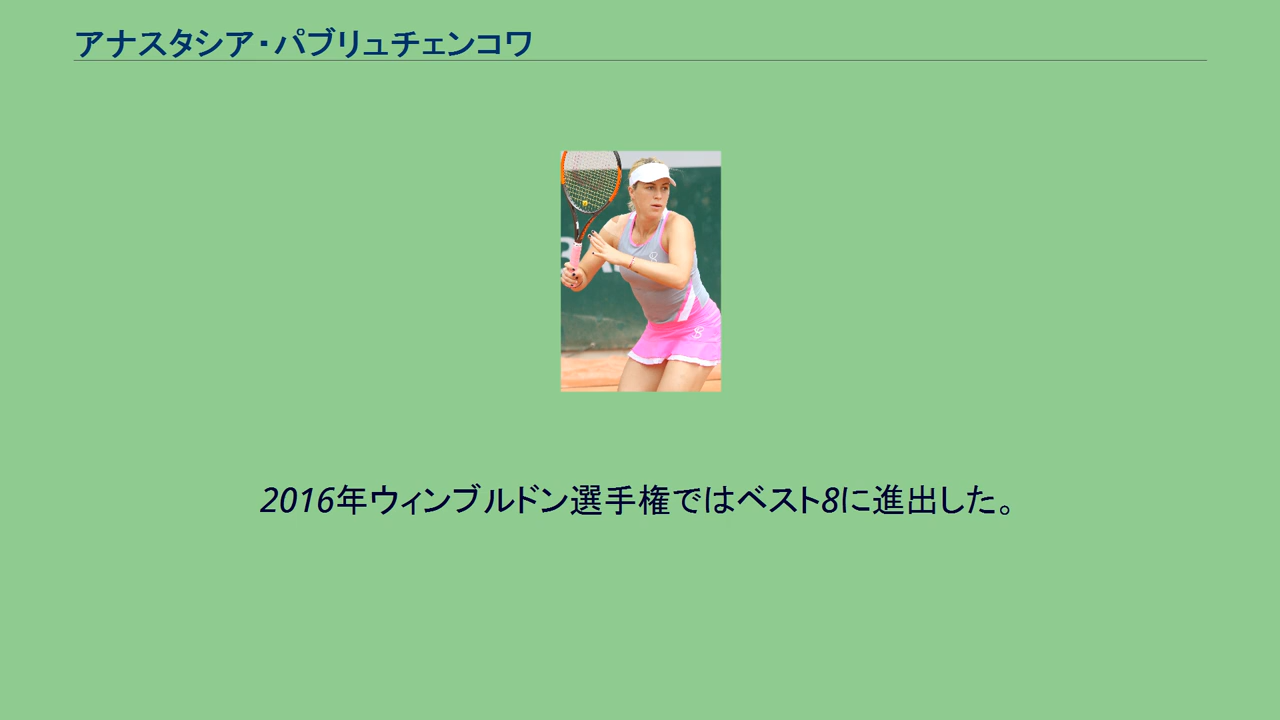 アナスタシア・パブリュチェンコワ
2016年ウィンブルドン選手権ではベスト8に進出した。